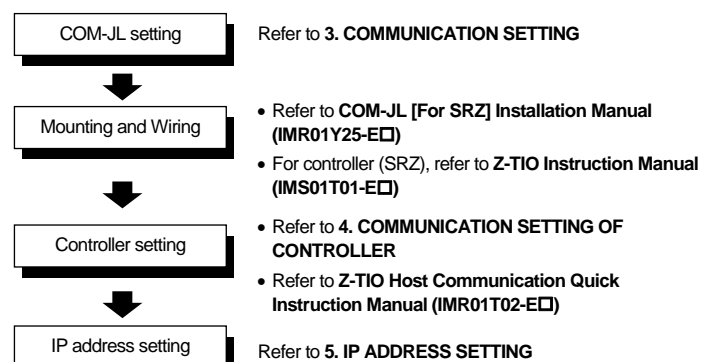 COM-JL setting
Refer to 3. COMMUNICATION SETTING
Mounting and Wiring
• Refer to COM-JL [For SRZ] Installation Manual
(IMR01Y25-E□)
• For controller (SRZ), refer to Z-TIO Instruction Manual
(IMS01T01-E□)
Controller setting
• Refer to 4. COMMUNICATION SETTING OF
CONTROLLER
• Refer to Z-TIO Host Communication Quick
Instruction Manual (IMR01T02-E□)
IP address setting
Refer to 5. IP ADDRESS SETTING